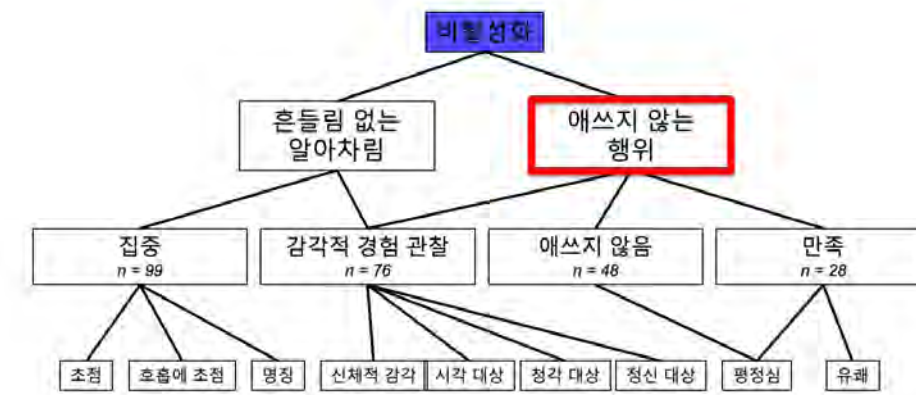 비활성화
흔들림 없는
알아차림
애쓰지 않는
행위
집중
n = 99
감각적 경험 관찰
n = 76
애쓰지 않음
n = 48
만족
n = 28
초점
호흡에 초점
명징
신체적 감각
시각 대상
청각 대상
정신 대상
평정심
유쾌